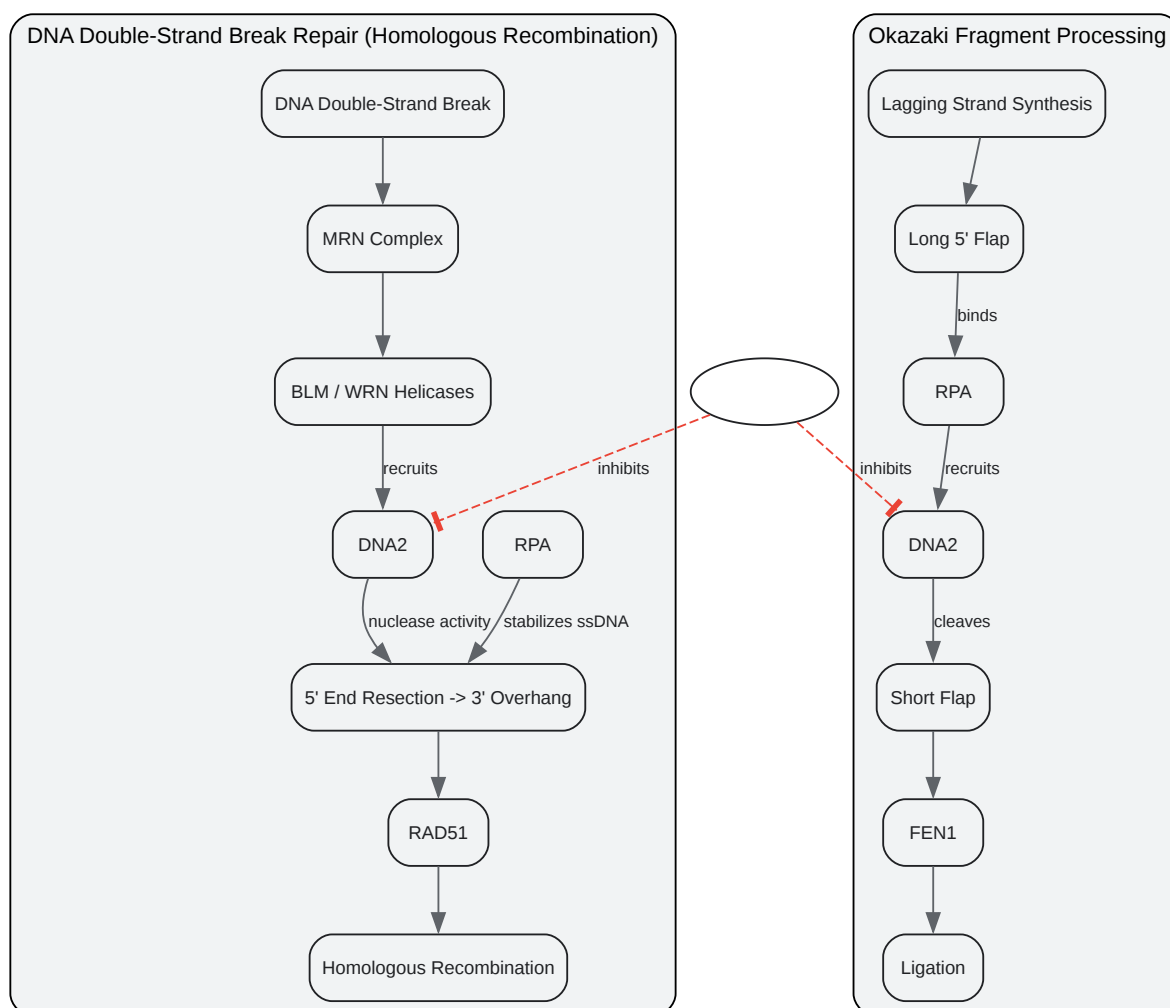 DNA Double-Strand Break Repair (Homologous Recombination)
DNA Double-Strand Break
MRN Complex
BLM / WRN Helicases
recruits
inhibits
DNA2
RPA
nuclease activity
stabilizes ssDNA
5' End Resection -> 3' Overhang
RAD51
Homologous Recombination
Okazaki Fragment Processing
Lagging Strand Synthesis
Long 5' Flap
binds
RPA
inhibits
recruits
DNA2
cleaves
Short Flap
FEN1
Ligation